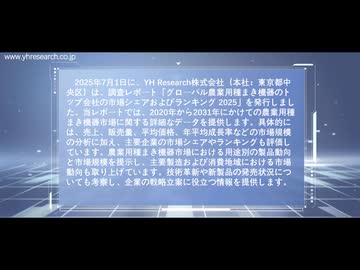 www.yhresearch.co.jp
2025年7月1日に、YH Research株式会社（本社：東京都中
央区）は、調査レポート「グローバル農業用種まき機器のト
ップ会社の市場シェアおよびランキング 2025」を発行しまし
た。当レポートでは、2020年から2031年にかけての農業用種
まき機器市場に関する詳細なデータを提供します。具体的に
は、売上、販売量、平均価格、年平均成長率などの市場規模
の分析に加え、主要企業の市場シェアやランキングも評価し
ています。農業用種まき機器市場における用途別の製品動向
と市場規模を提示し、主要製造および消費地域における市場
動向も取り上げています。技術革新や新製品の発売状況につ
いても考察し、企業の戦略立案に役立つ情報を提供します。